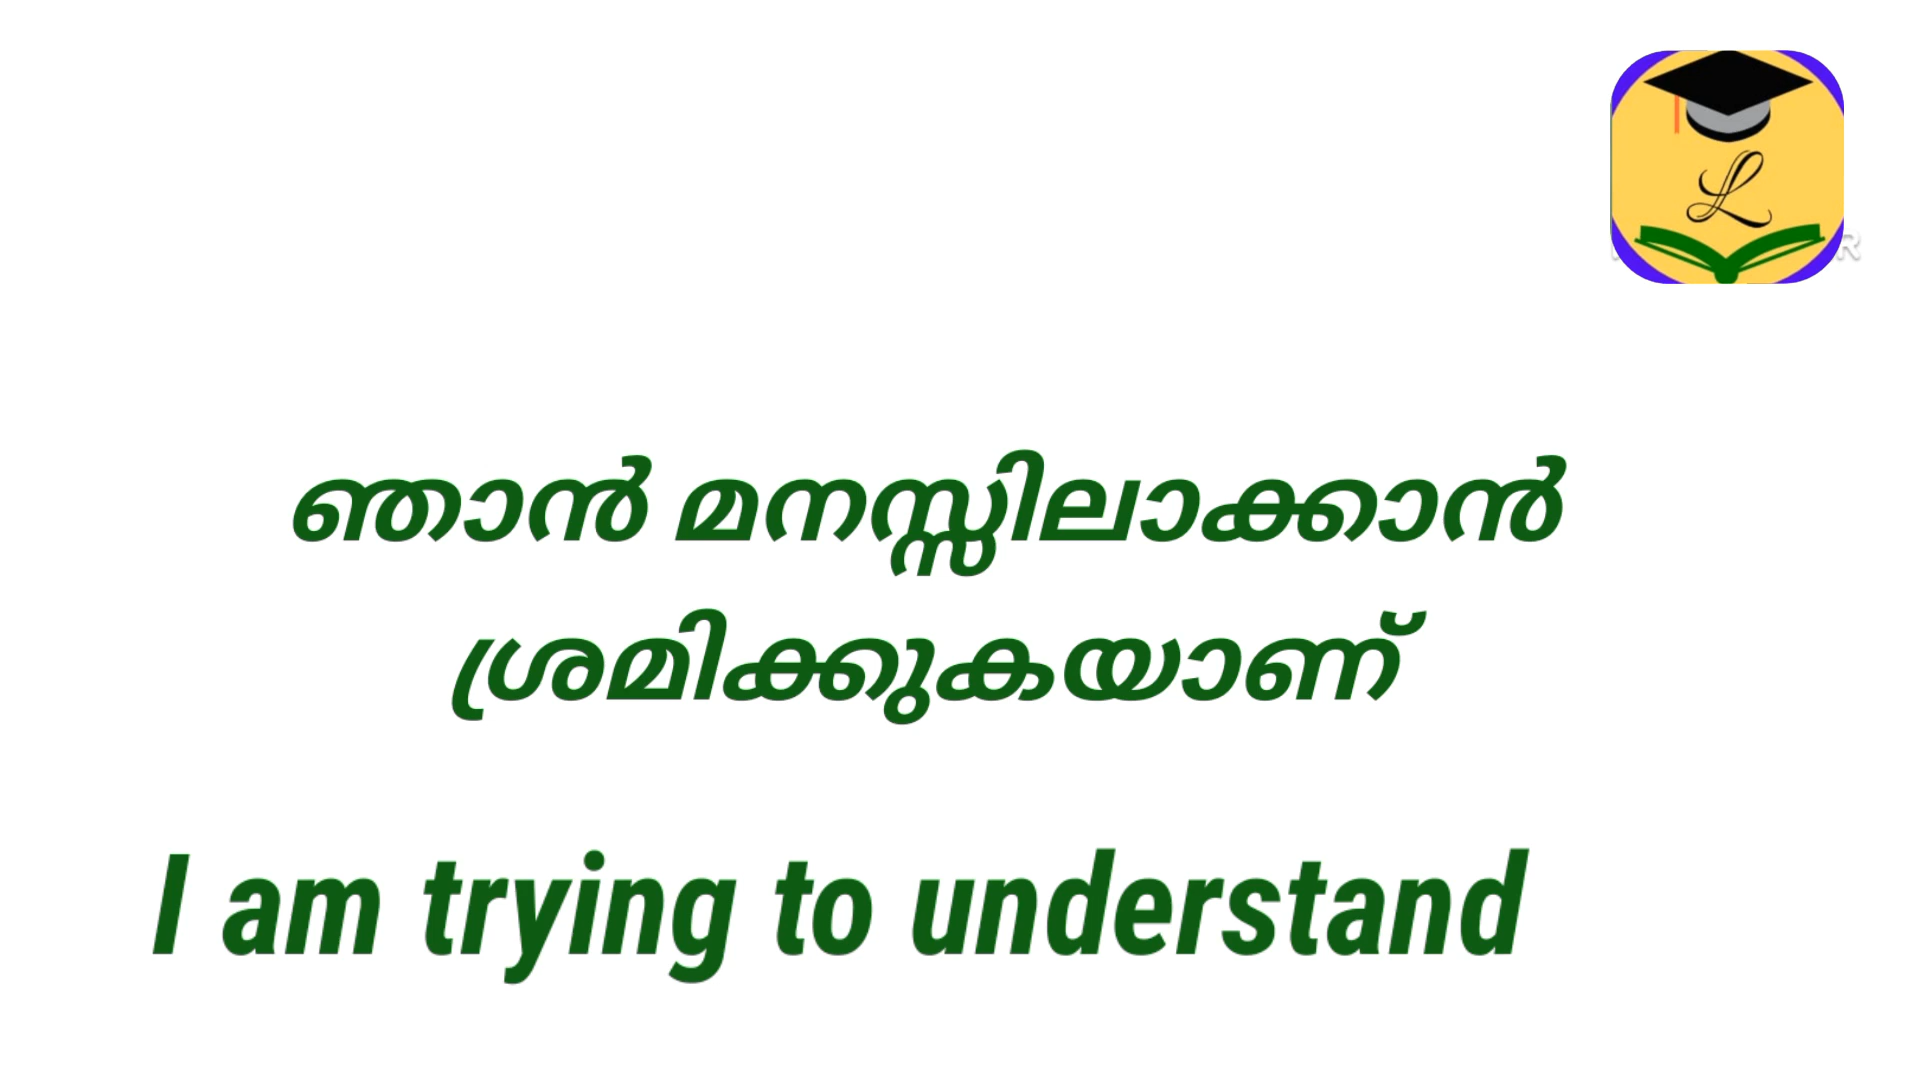 ℒ
ഞാൻ മനസ്സിലാക്കാൻ
ശ്രമിക്കുകയാണ്
I am trying to understand